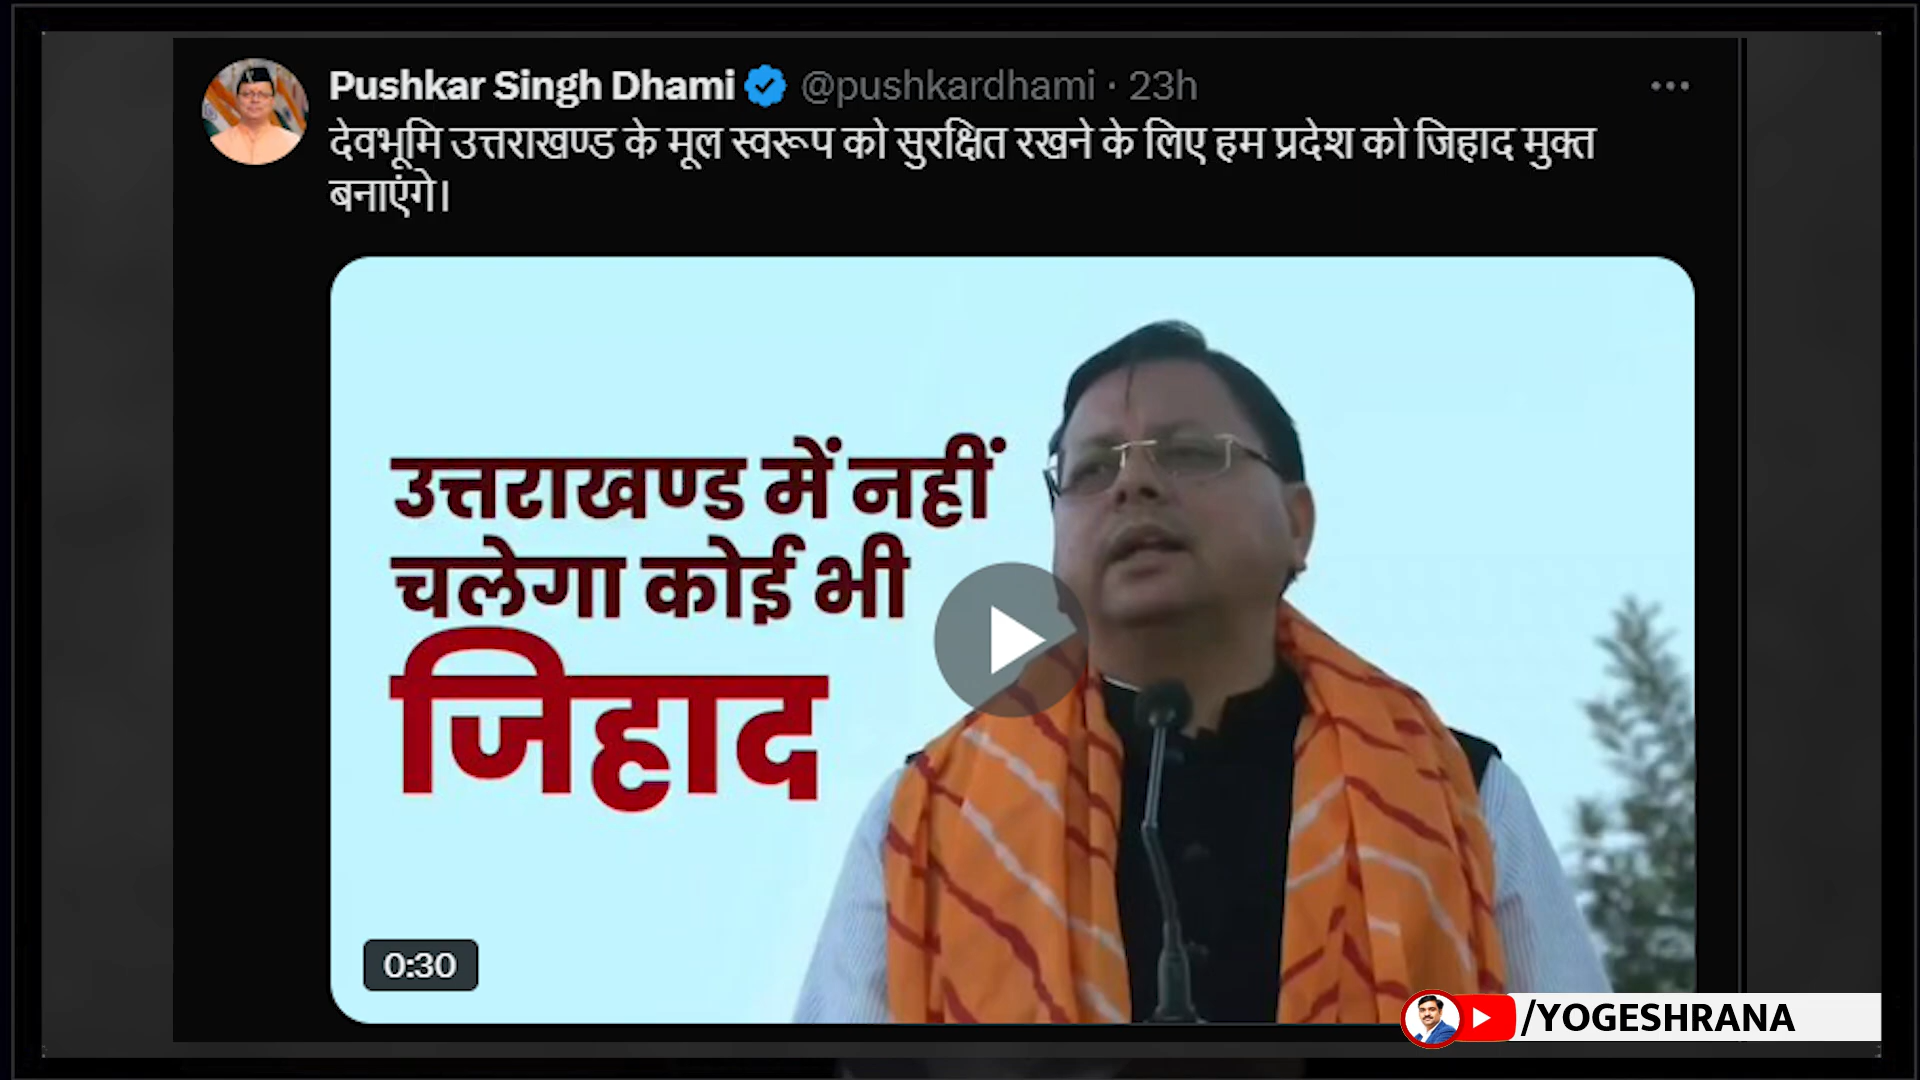 Pushkar Singh Dhami @pushkardhami · 23h
देवभूमि उत्तराखण्ड के मूल स्वरूप को सुरक्षित रखने के लिए हम प्रदेश को जिहाद मुक्त
बनाएंगे।
उत्तराखण्ड में नहीं
चलेगा कोई भी
जिहाद
0:30
/YOGESHRANA